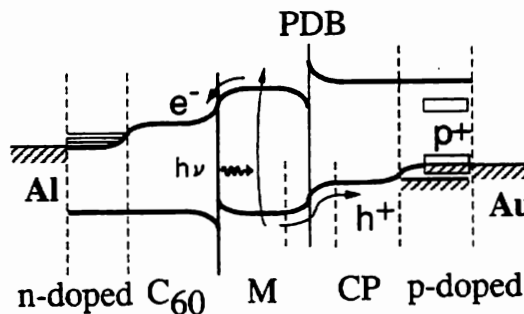 PDB
e-
p+
hν
Al
h+
Au
n-doped C60 M CP p-doped